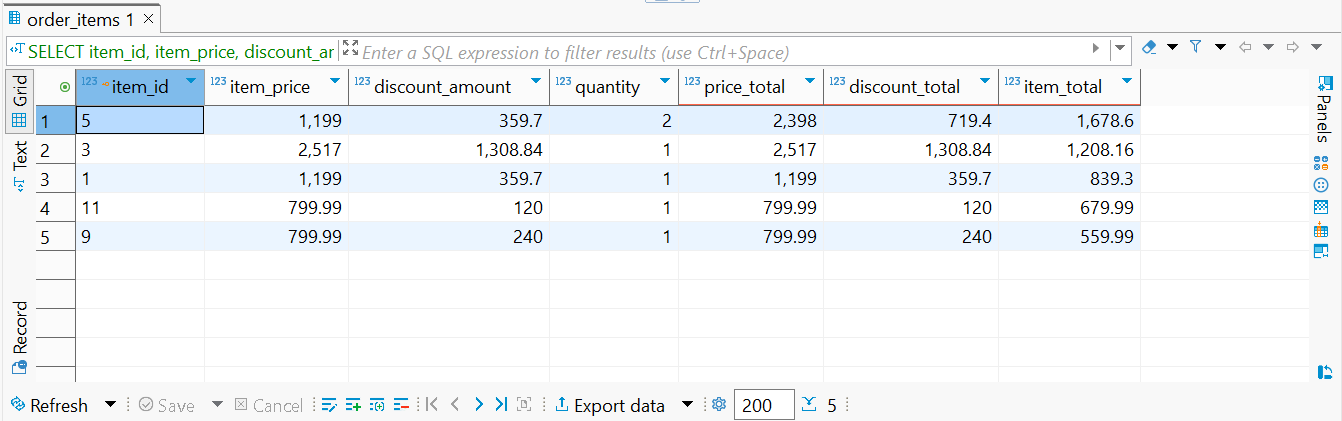 order_items 1
SELECT item_id, item_price, discount_ar Enter a SQL expression to filter results (use Ctrl+Space)
Grid
Text
Record
Panels
123 item_id 123 item_price 123 discount_amount 123 quantity 123 price_total 123 discount_total 123 item_total
1 5 1,199 359.7 2 2,398 719.4 1,678.6
2 3 2,517 1,308.84 1 2,517 1,308.84 1,208.16
3 1 1,199 359.7 1 1,199 359.7 839.3
4 11 799.99 120 1 799.99 120 679.99
5 9 799.99 240 1 799.99 240 559.99
Refresh Save Cancel Export data 200 5